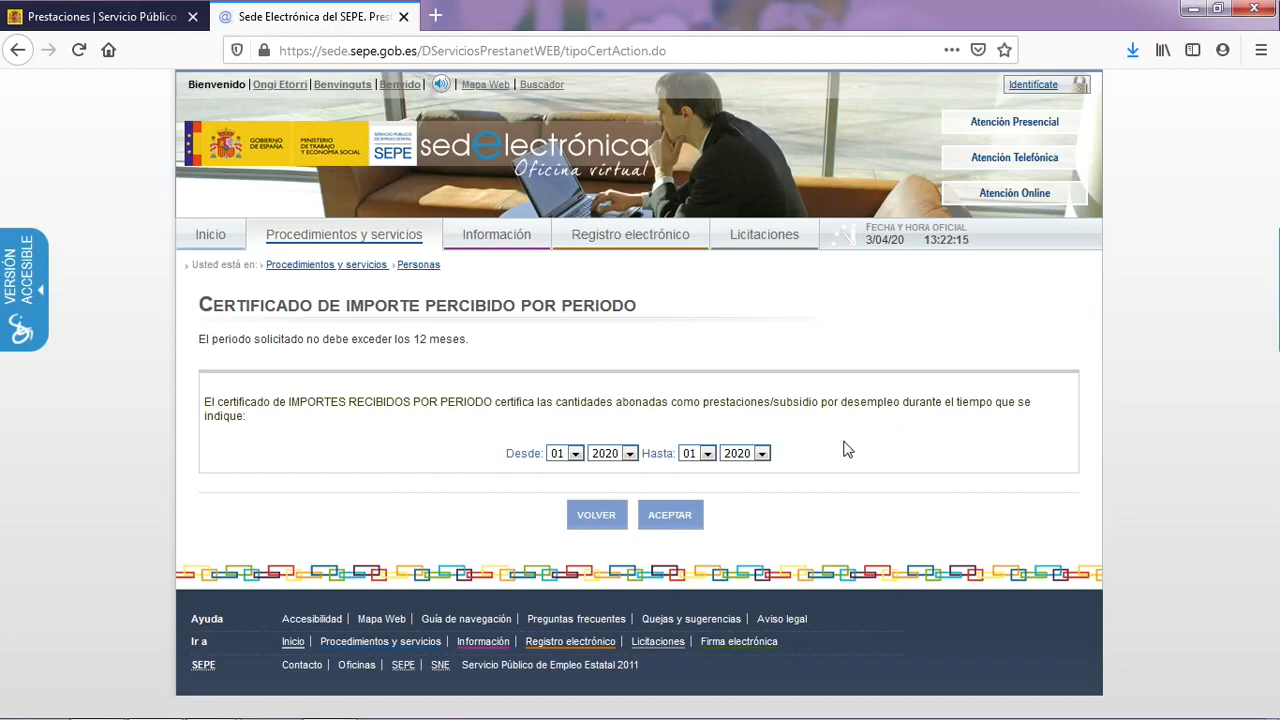 Prestaciones | Servicio Público
Sede Electrónica del SEPE. Pres
https://sede.sepe.gob.es/DServiciosPrestanetWEB/tipoCertAction.do
Bienvenido | Ongi Etorri | Benvinguts | Benvido | Mapa Web | Buscador
Identifícate
Atención Presencial
GOBIERNO DE ESPAÑA
MINISTERIO DE TRABAJO Y ECONOMÍA SOCIAL
SERVICIO PÚBLICO DE EMPLEO ESTATAL
SEPE
sedelectrónica
Oficina virtual
Atención Telefónica
Atención Online
Inicio
Procedimientos y servicios
Información
Registro electrónico
Licitaciones
FECHA Y HORA OFICIAL
3/04/20 13:22:15
VERSIÓN ACCESIBLE
Usted está en: › Procedimientos y servicios › Personas
CERTIFICADO DE IMPORTE PERCIBIDO POR PERIODO
El periodo solicitado no debe exceder los 12 meses.
El certificado de IMPORTES RECIBIDOS POR PERIODO certifica las cantidades abonadas como prestaciones/subsidio por desempleo durante el tiempo que se
indique:
Desde: 01 2020 Hasta: 01 2020
VOLVER ACEPTAR
Ayuda Accesibilidad | Mapa Web | Guía de navegación | Preguntas frecuentes | Quejas y sugerencias | Aviso legal
Ir a Inicio | Procedimientos y servicios | Información | Registro electrónico | Licitaciones | Firma electrónica
SEPE Contacto | Oficinas | SEPE | SNE Servicio Público de Empleo Estatal 2011